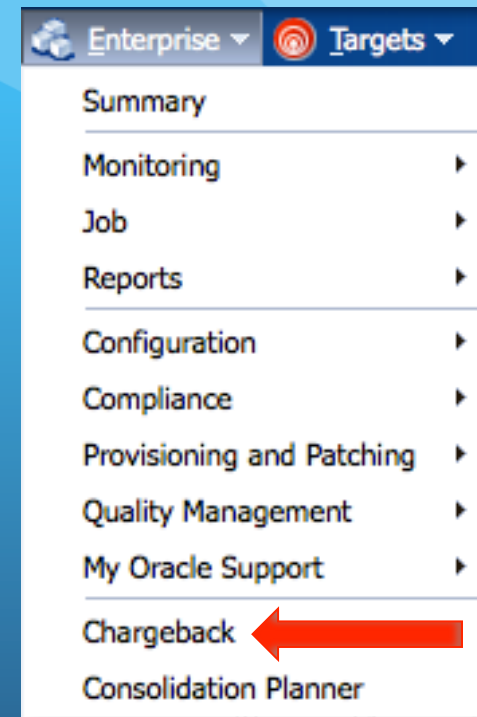 Enterprise Targets
Summary
Monitoring
Job
Reports
Configuration
Compliance
Provisioning and Patching
Quality Management
My Oracle Support
Chargeback
Consolidation Planner